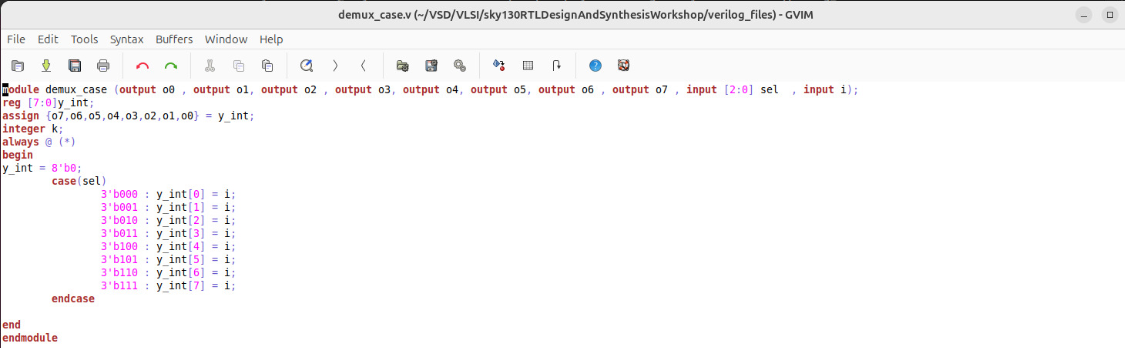 demux_case.v (~/VSD/VLSI/sky130RTLDesignAndSynthesisWorkshop/verilog_files) - GVIM
File Edit Tools Syntax Buffers Window Help
module demux_case (output o0 , output o1, output o2 , output o3, output o4, output o5, output o6 , output o7 , input [2:0] sel  , input i);
reg [7:0]y_int;
assign {o7,o6,o5,o4,o3,o2,o1,o0} = y_int;
integer k;
always @ (*)
begin
y_int = 8'b0;
        case(sel)
                3'b000 : y_int[0] = i;
                3'b001 : y_int[1] = i;
                3'b010 : y_int[2] = i;
                3'b011 : y_int[3] = i;
                3'b100 : y_int[4] = i;
                3'b101 : y_int[5] = i;
                3'b110 : y_int[6] = i;
                3'b111 : y_int[7] = i;
        endcase
end
endmodule